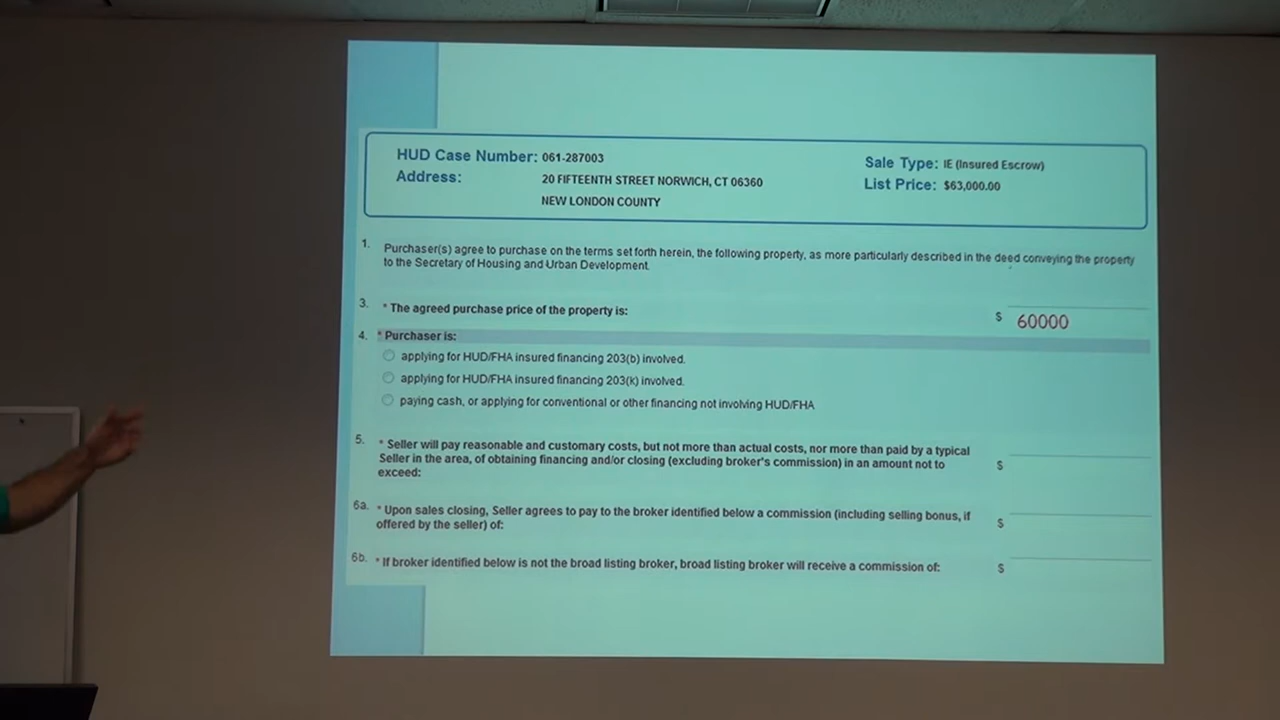 HUD Case Number: 061-287003
Sale Type: IE (Insured Escrow)
Address: 20 FIFTEENTH STREET NORWICH, CT 06360
List Price: $63,000.00
NEW LONDON COUNTY
1. Purchaser(s) agree to purchase on the terms set forth herein, the following property, as more particularly described in the deed conveying the property
to the Secretary of Housing and Urban Development.
3. * The agreed purchase price of the property is: $ 60000
4. * Purchaser is:
applying for HUD/FHA insured financing 203(b) involved.
applying for HUD/FHA insured financing 203(k) involved.
paying cash, or applying for conventional or other financing not involving HUD/FHA
5. * Seller will pay reasonable and customary costs, but not more than actual costs, nor more than paid by a typical
Seller in the area, of obtaining financing and/or closing (excluding broker's commission) in an amount not to
exceed: $
6a. * Upon sales closing, Seller agrees to pay to the broker identified below a commission (including selling bonus, if
offered by the seller) of: $
6b. * If broker identified below is not the broad listing broker, broad listing broker will receive a commission of: $